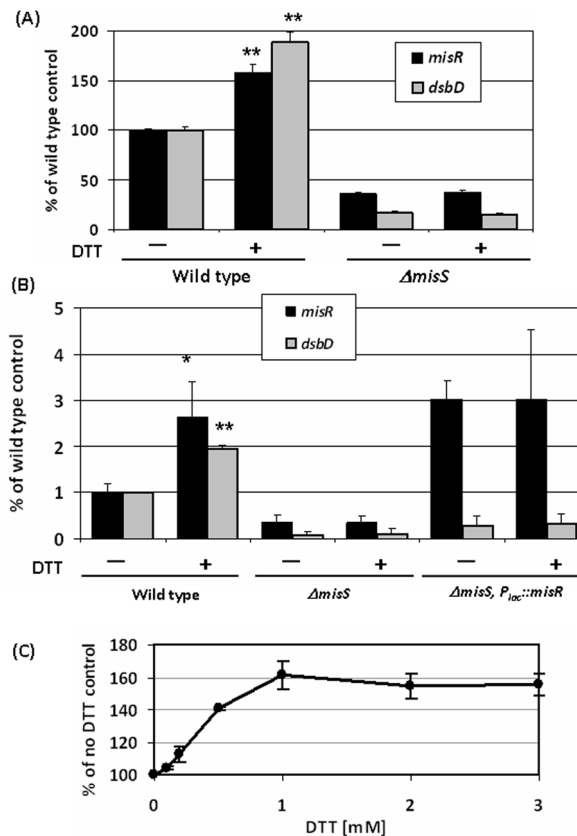 (A)
% of wild type control
200
150
100
50
0
** **
misR
dsbD
DTT — + — +
Wild type ΔmisS
(B)
% of wild type control
5
4
3
2
1
0
misR
dsbD
*
**
DTT — + — + — +
Wild type ΔmisS ΔmisS, Plac::misR
(C)
% of no DTT control
180
160
140
120
100
0 1 2 3
DTT [mM]